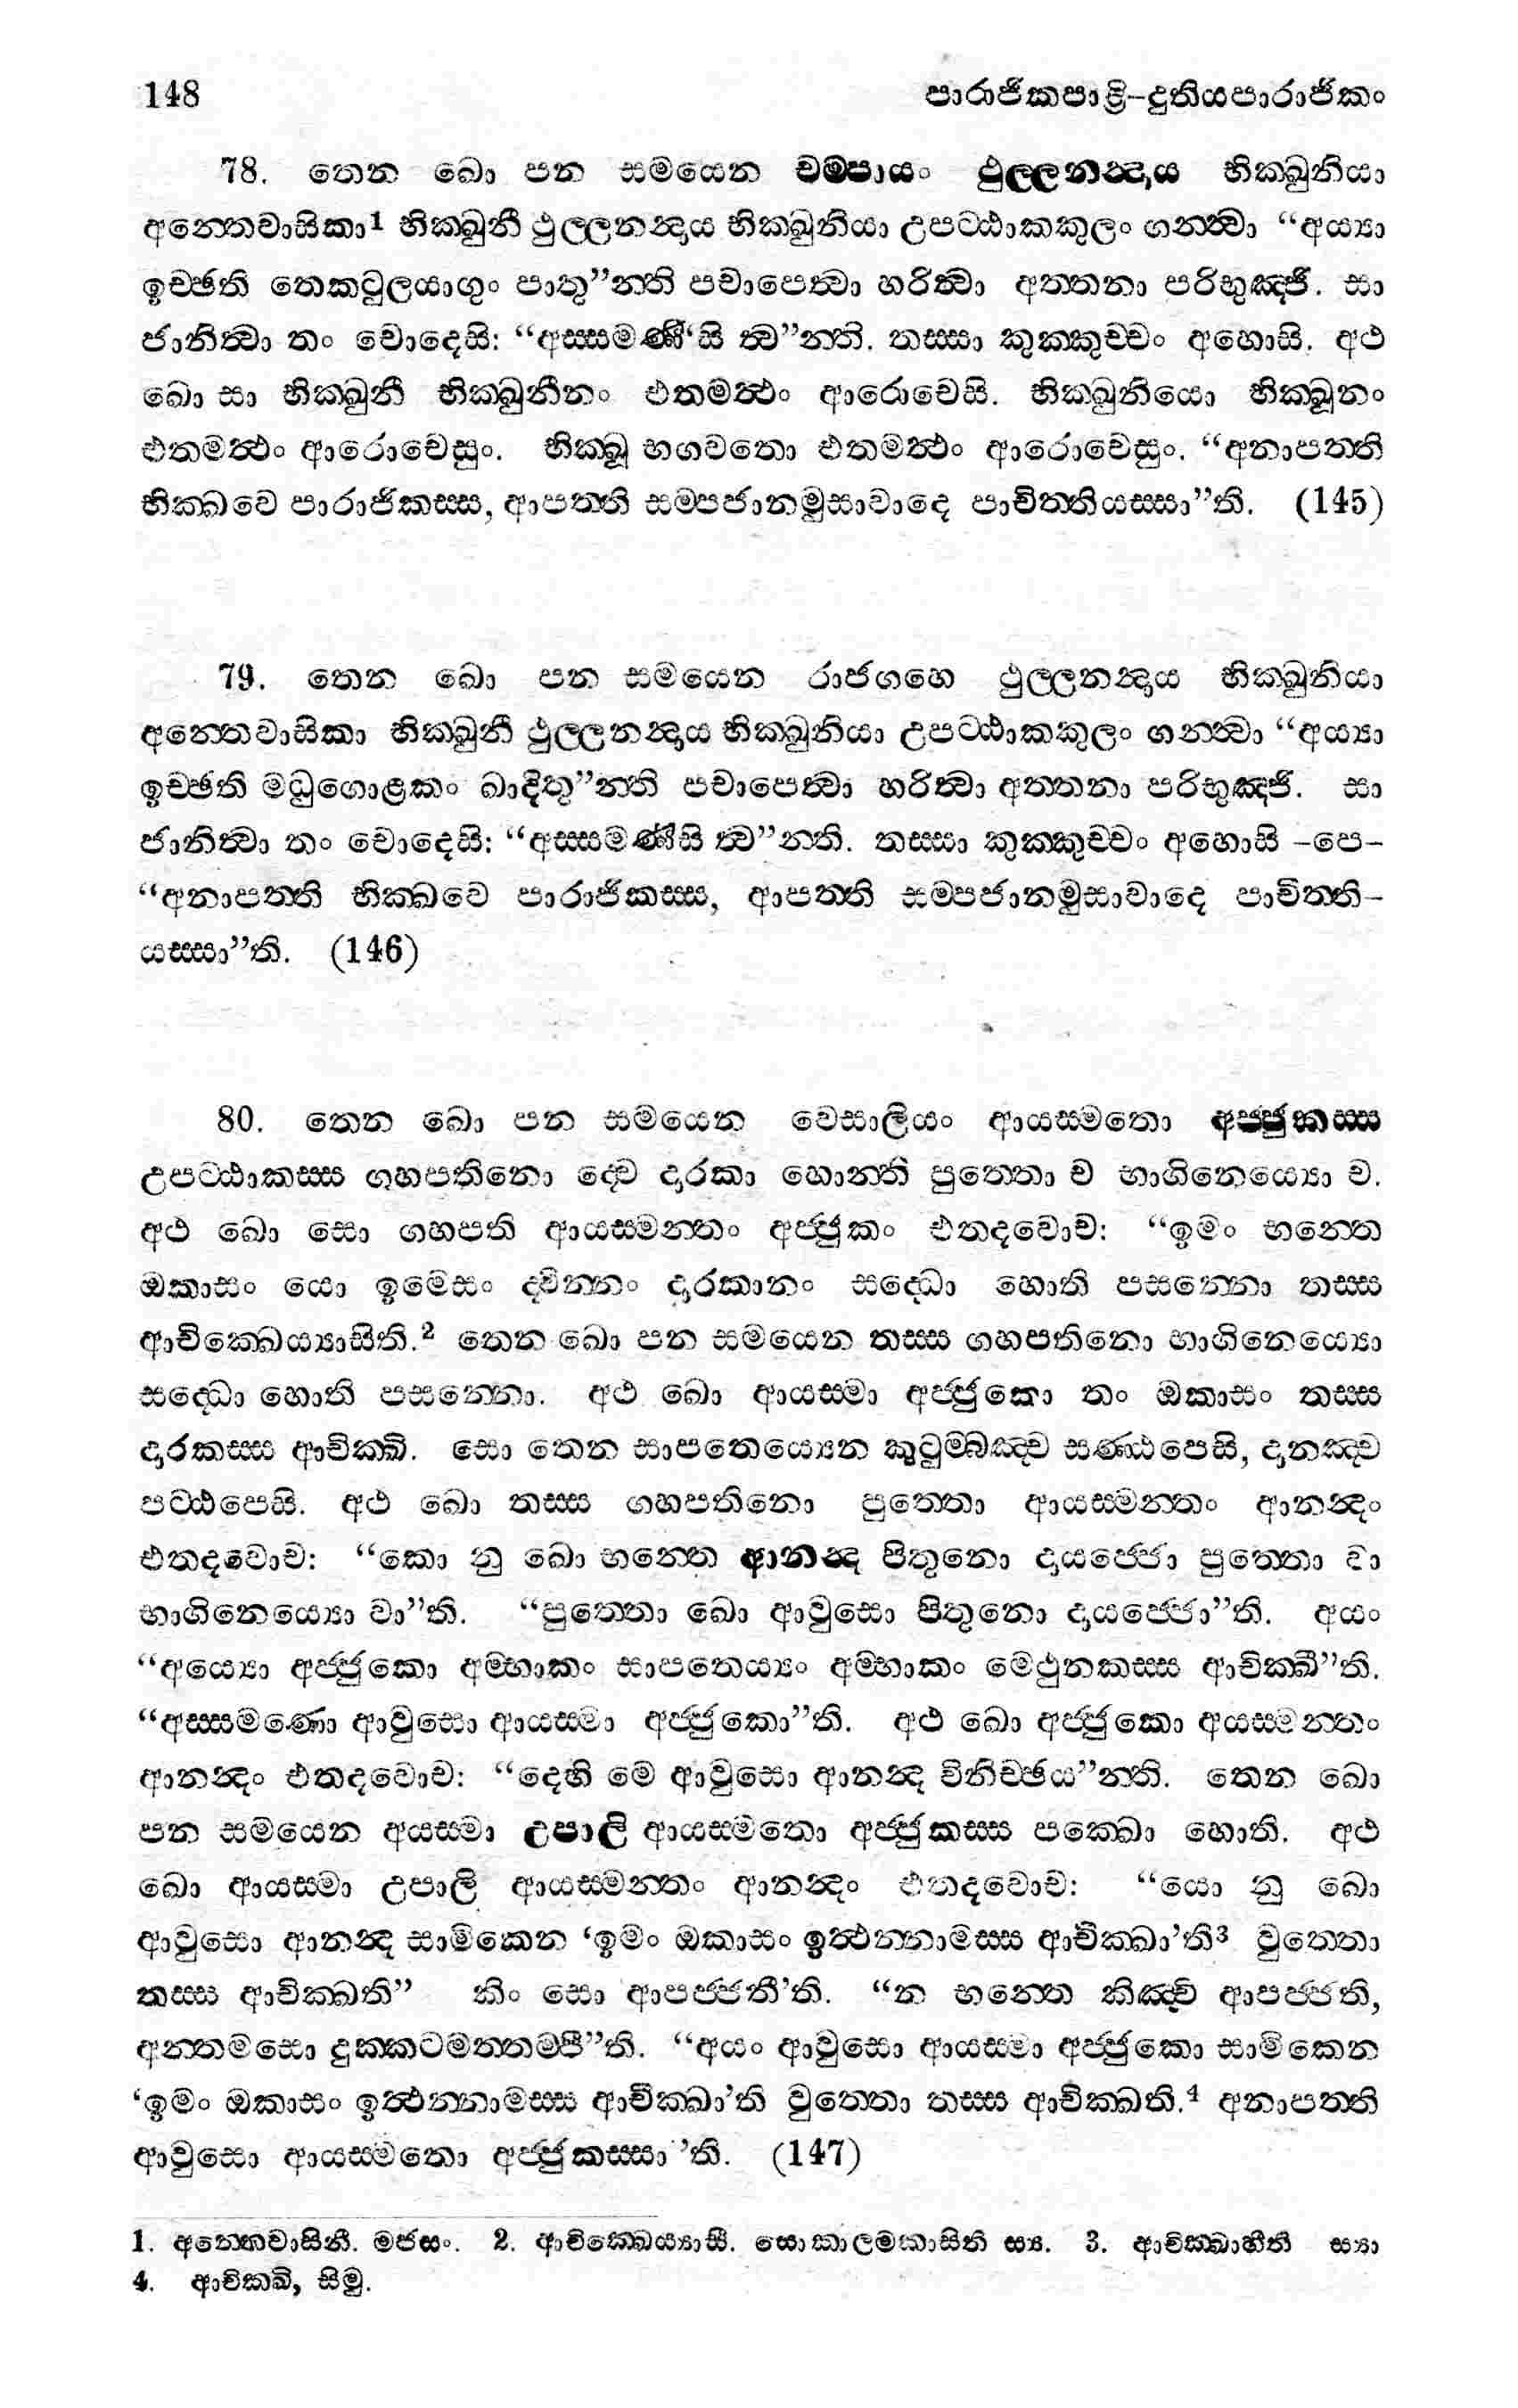 148 පාරාජිකපාළි-දුතියපාරාජිකං
78. තෙන ඛො පන සමයෙන චම්පායං ථුල්ලනන්දාය භික්ඛුනියා
අන්තෙවාසිකා1 භික්ඛුනී ථුල්ලනන්දාය භික්ඛුනියා උපට්ඨාකකුලං ගන්ත්වා “අය්‍යා
ඉච්ඡති තෙකටුලයාගුං පාතු”න්ති පචාපෙත්වා හරිත්වා අත්තනා පරිභුඤ්ජි. සා
ජානිත්වා තං චොදෙසි: “අස්සමණී‘සි ත්ව”න්ති. තස්සා කුක්කුච්චං අහොසි. අථ
ඛො සා භික්ඛුනී භික්ඛුනීනං එතමත්ථං ආරොචෙසි. භික්ඛුනියො භික්ඛූනං
එතමත්ථං ආරොචෙසුං. භික්ඛූ භගවතො එතමත්ථං ආරොචෙසුං. “අනාපත්ති
භික්ඛවෙ පාරාජිකස්ස, ආපත්ති සම්පජානමුසාවාදෙ පාචිත්තියස්සා”ති. (145)
79. තෙන ඛො පන සමයෙන රාජගහෙ ථුල්ලනන්දාය භික්ඛුනියා
අන්තෙවාසිකා භික්ඛුනී ථුල්ලනන්දාය භික්ඛුනියා උපට්ඨාකකුලං ගන්ත්වා “අය්‍යා
ඉච්ඡති මධුගොළකං ඛාදිතු”න්ති පචාපෙත්වා හරිත්වා අත්තනා පරිභුඤ්ජි. සා
ජානිත්වා තං චොදෙසි: “අස්සමණීසි ත්ව”න්ති. තස්සා කුක්කුච්චං අහොසි -පෙ-
“අනාපත්ති භික්ඛවෙ පාරාජිකස්ස, ආපත්ති සම්පජානමුසාවාදෙ පාචිත්ති-
යස්සා”ති. (146)
80. තෙන ඛො පන සමයෙන වෙසාලියං ආයස්මතො අජ්ජුකස්ස
උපට්ඨාකස්ස ගහපතිනො ද්වෙ දාරකා හොන්ති පුත්තො ච භාගිනෙය්‍යො ච.
අථ ඛො සො ගහපති ආයස්මන්තං අජ්ජුකං එතදවොච: “ඉමං භන්තෙ
ඔකාසං යො ඉමෙසං ද්වින්නං දාරකානං සද්ධො හොති පසන්නො තස්ස
ආචික්ඛෙය්‍යාසිති.2 තෙන ඛො පන සමයෙන තස්ස ගහපතිනො භාගිනෙය්‍යො
සද්ධො හොති පසන්නො. අථ ඛො ආයස්මා අජ්ජුකො තං ඔකාසං තස්ස
දාරකස්ස ආචික්ඛි. සො තෙන සාපතෙය්‍යෙන කුටුම්බඤ්ච සණ්ඨපෙසි, දානඤ්ච
පට්ඨපෙසි. අථ ඛො තස්ස ගහපතිනො පුත්තො ආයස්මන්තං ආනන්දං
එතදවොච: “කො නු ඛො භන්තෙ ආනන්ද පිතුනො දායජ්ජො පුත්තො වා
භාගිනෙය්‍යො වා”ති. “පුත්තො ඛො ආවුසො පිතුනො දායජ්ජො”ති. අයං
“අය්‍යො අජ්ජුකො අම්හාකං සාපතෙය්‍යං අම්හාකං මෙථුනකස්ස ආචික්ඛී”ති.
“අස්සමණො ආවුසො ආයස්මා අජ්ජුකො”ති. අථ ඛො අජ්ජුකො අයස්මන්තං
ආනන්දං එතදවොච: “දෙහි මෙ ආවුසො ආනන්ද විනිච්ඡය”න්ති. තෙන ඛො
පන සමයෙන අයස්මා උපාලි ආයස්මතො අජ්ජුකස්ස පක්ඛො හොති. අථ
ඛො ආයස්මා උපාලි ආයස්මන්තං ආනන්දං එතදවොච: “යො නු ඛො
ආවුසො ආනන්ද සාමිකෙන ‘ඉමං ඔකාසං ඉත්ථන්නාමස්ස ආචික්ඛා’ති3 වුත්තො
තස්ස ආචික්ඛති” කිං සො ආපජ්ජතී’ති. “න භන්තෙ කිඤ්චි ආපජ්ජති,
අන්තමසො දුක්කටමත්තම්පී”ති. “අයං ආවුසො ආයස්මා අජ්ජුකො සාමිකෙන
‘ඉමං ඔකාසං ඉත්ථන්නාමස්ස ආචික්ඛා’ති වුත්තො තස්ස ආචික්ඛති.4 අනාපත්ති
ආවුසො ආයස්මතො අජ්ජුකස්සා’ති. (147)
1. අන්තෙවාසිනී. මජසං. 2. ආචික්ඛෙය්‍යාසී. සොකාලමකාසිති ස්‍ය. 3. ආචික්ඛාහීති ස්‍යා
4. ආචිකඛි, සිමු.